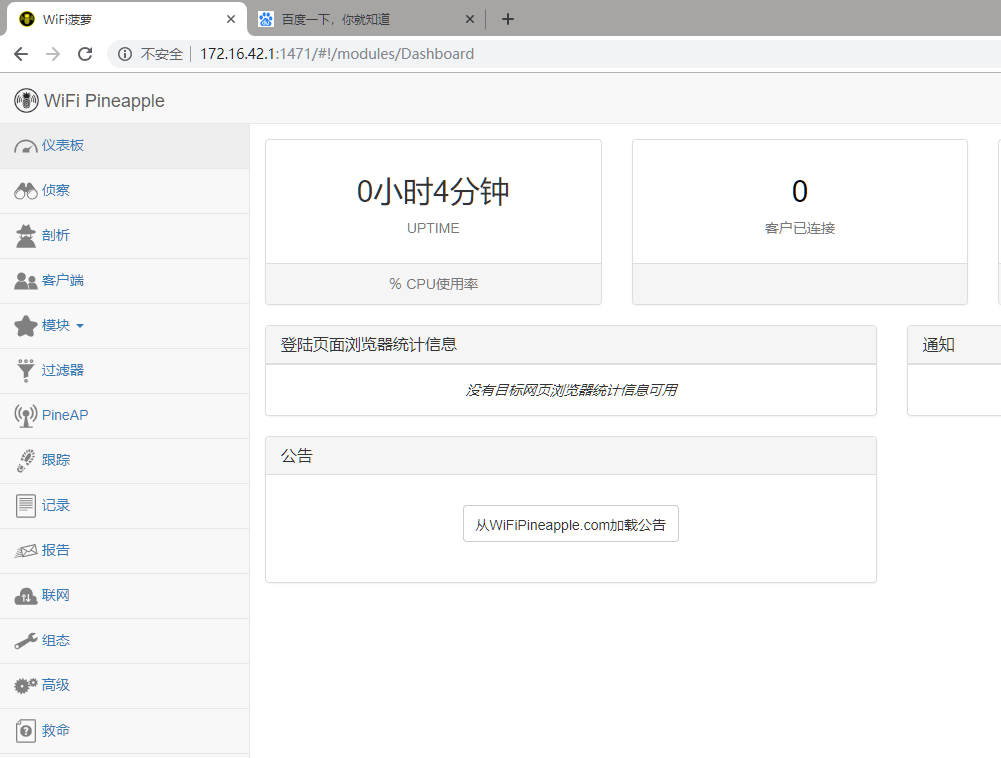 WiFi菠萝
百度一下，你就知道
不安全 172.16.42.1:1471/#!/modules/Dashboard
WiFi Pineapple
仪表板
侦察
剖析
客户端
模块
过滤器
PineAP
跟踪
记录
报告
联网
组态
高级
救命
0小时4分钟
UPTIME
% CPU使用率
0
客户已连接
登陆页面浏览器统计信息
没有目标网页浏览器统计信息可用
通知
公告
从WiFiPineapple.com加载公告